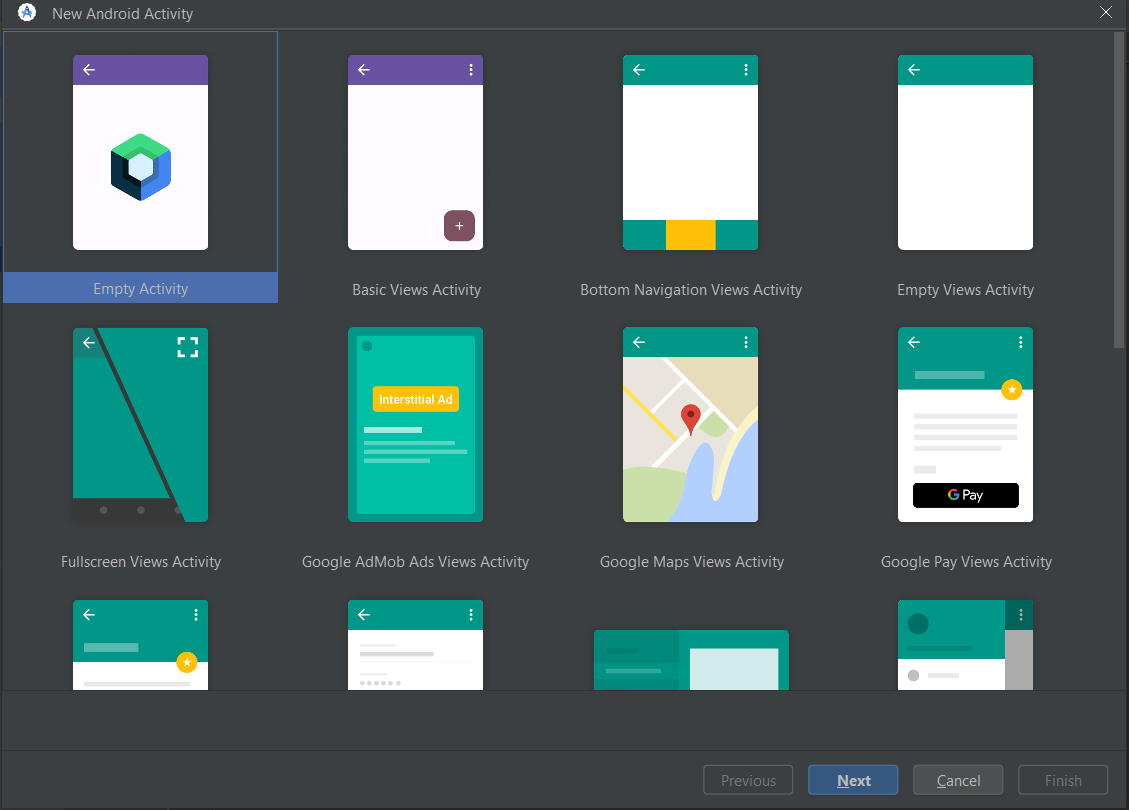 New Android Activity
Empty Activity
Basic Views Activity
Bottom Navigation Views Activity
Empty Views Activity
Interstitial Ad
G Pay
Fullscreen Views Activity
Google AdMob Ads Views Activity
Google Maps Views Activity
Google Pay Views Activity
Previous
Next
Cancel
Finish